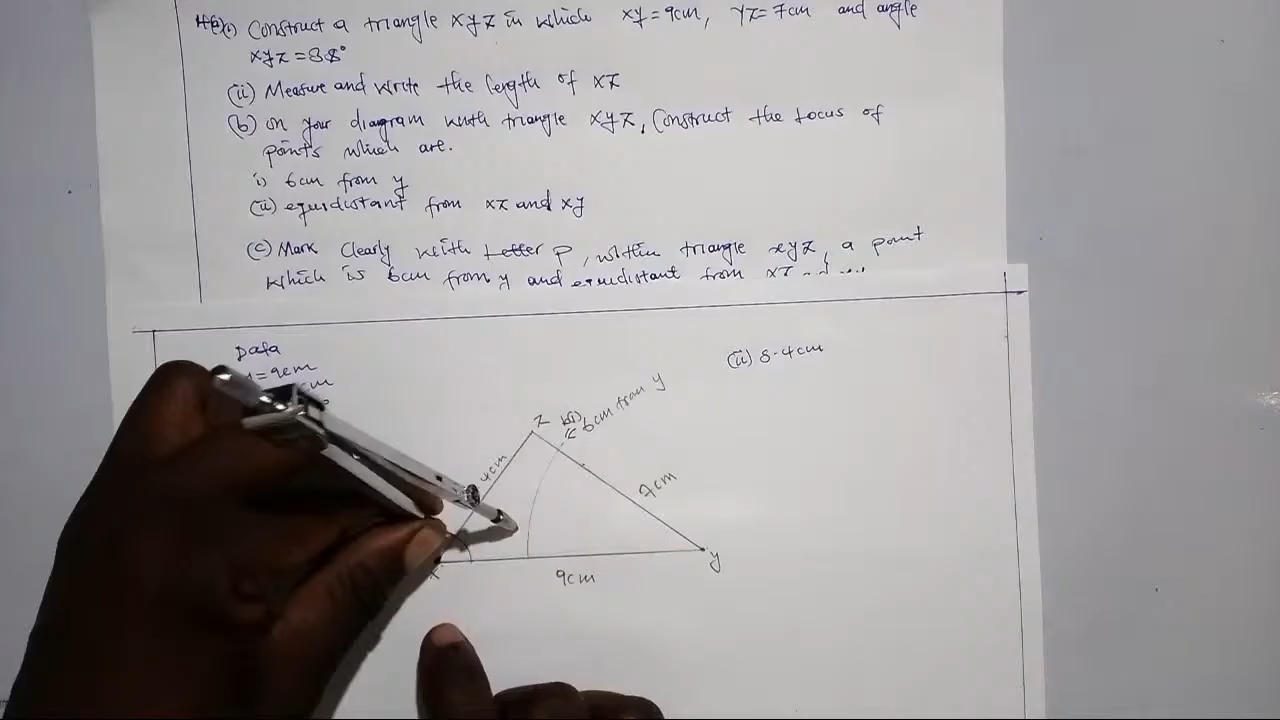 Construct a triangle XYZ in which XY = 9cm, YZ = 7cm and angle
XYZ = 38°
(ii) Measure and write the length of XZ
(b) on your diagram with triangle XYZ, Construct the locus of
points which are.
i) 6cm from y
(ii) equidistant from XZ and XY
(c) Mark Clearly with Letter P, within triangle XYZ, a point
which is 6cm from y and equidistant from XZ
Data
= 9cm
cm
(ii) 5.4cm
Z
6cm from y
4cm
7cm
X
y
9cm